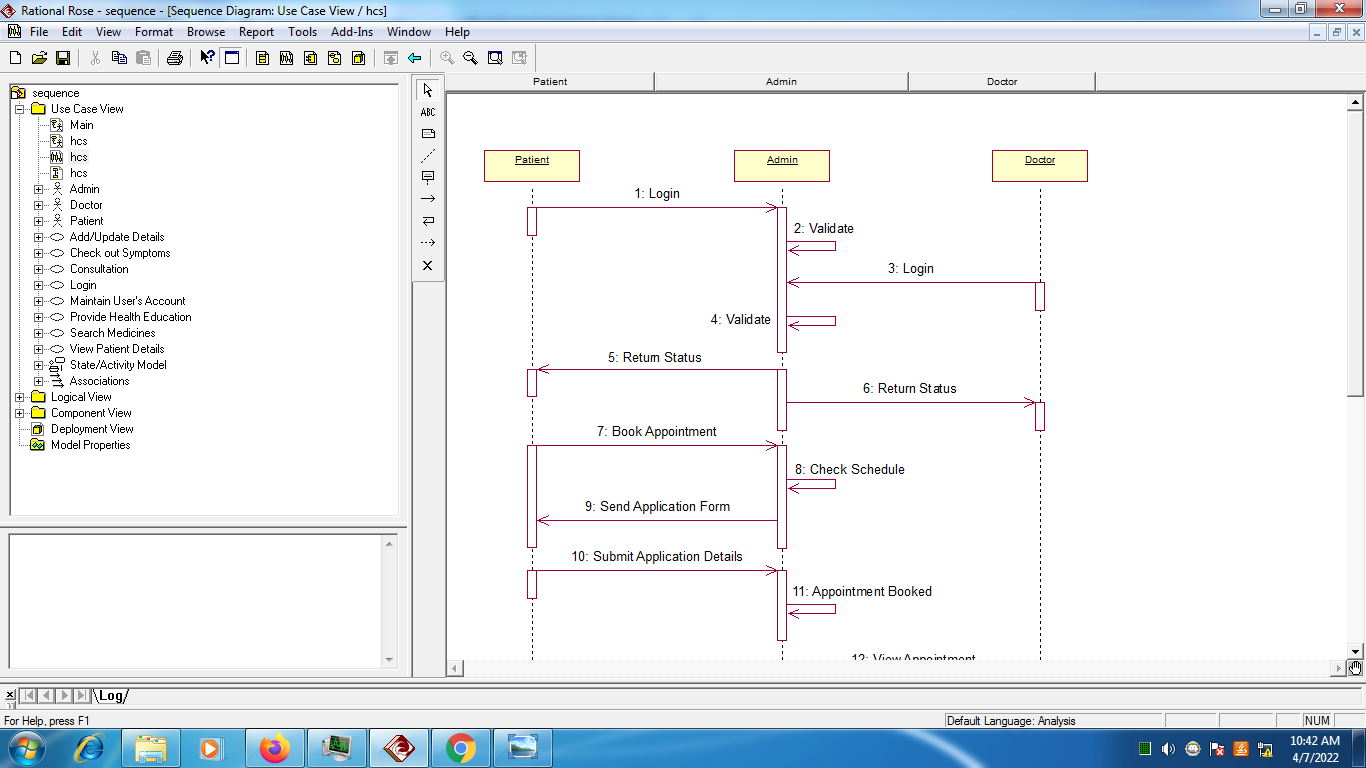 Rational Rose - sequence - [Sequence Diagram: Use Case View / hcs]
File Edit View Format Browse Report Tools Add-Ins Window Help
Patient Admin Doctor
sequence
Use Case View
Main
hcs
hcs
hcs
Admin
Doctor
Patient
Add/Update Details
Check out Symptoms
Consultation
Login
Maintain User's Account
Provide Health Education
Search Medicines
View Patient Details
State/Activity Model
Associations
Logical View
Component View
Deployment View
Model Properties
ABC
Patient Admin Doctor
1: Login
2: Validate
3: Login
4: Validate
5: Return Status
6: Return Status
7: Book Appointment
8: Check Schedule
9: Send Application Form
10: Submit Application Details
11: Appointment Booked
12: View Appointment
\Log/
For Help, press F1
Default Language: Analysis
NUM
10:42 AM
4/7/2022